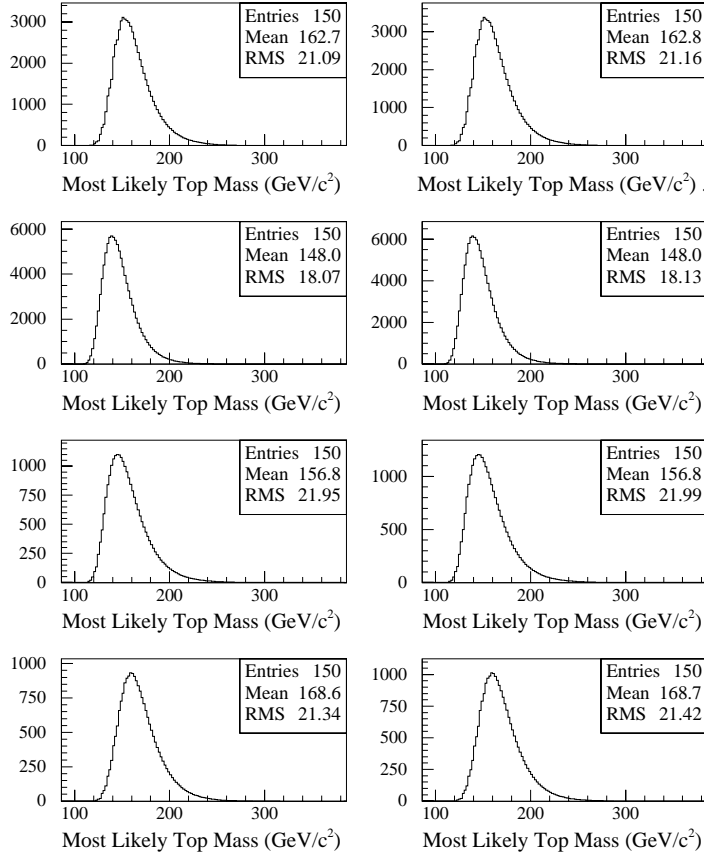 3000
2000
1000
0
100 200 300
Entries 150
Mean 162.7
RMS 21.09
Most Likely Top Mass (GeV/c²)
3000
2000
1000
0
100 200 300
Entries 150
Mean 162.8
RMS 21.16
Most Likely Top Mass (GeV/c²) .
6000
4000
2000
0
100 200 300
Entries 150
Mean 148.0
RMS 18.07
Most Likely Top Mass (GeV/c²)
6000
4000
2000
0
100 200 300
Entries 150
Mean 148.0
RMS 18.13
Most Likely Top Mass (GeV/c²)
1000
750
500
250
0
100 200 300
Entries 150
Mean 156.8
RMS 21.95
Most Likely Top Mass (GeV/c²)
1000
500
0
100 200 300
Entries 150
Mean 156.8
RMS 21.99
Most Likely Top Mass (GeV/c²)
1000
750
500
250
0
100 200 300
Entries 150
Mean 168.6
RMS 21.34
Most Likely Top Mass (GeV/c²)
1000
750
500
250
0
100 200 300
Entries 150
Mean 168.7
RMS 21.42
Most Likely Top Mass (GeV/c²)